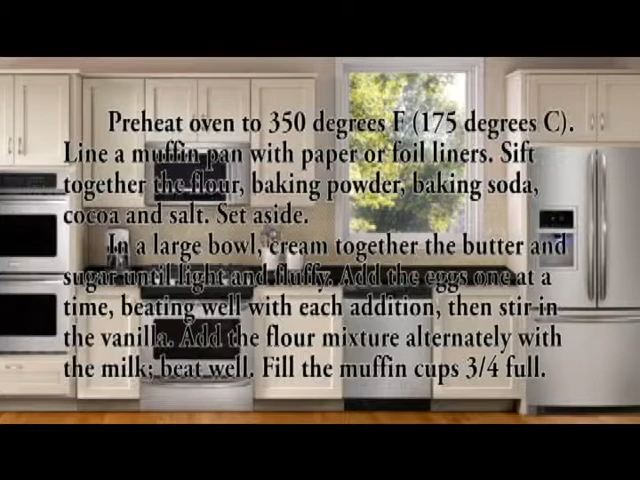 Preheat oven to 350 degrees F (175 degrees C).
Line a muffin pan with paper or foil liners. Sift
together the flour, baking powder, baking soda,
cocoa and salt. Set aside.
In a large bowl, cream together the butter and
sugar until light and fluffy. Add the eggs one at a
time, beating well with each addition, then stir in
the vanilla. Add the flour mixture alternately with
the milk; beat well. Fill the muffin cups 3/4 full.